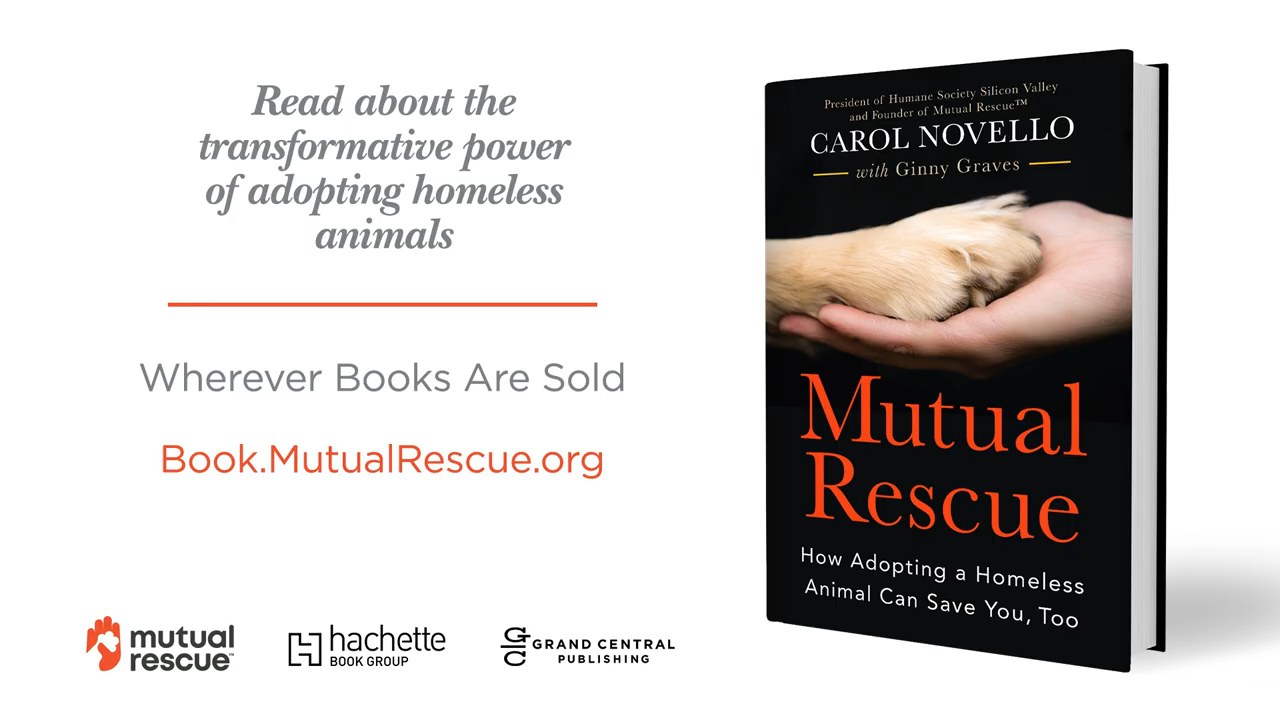 Read about the
transformative power
of adopting homeless
animals
Wherever Books Are Sold
Book.MutualRescue.org
mutual
rescue™
hachette
BOOK GROUP
GRAND CENTRAL
PUBLISHING
President of Humane Society Silicon Valley
and Founder of Mutual Rescue™
CAROL NOVELLO
with Ginny Graves
Mutual
Rescue
How Adopting a Homeless
Animal Can Save You, Too